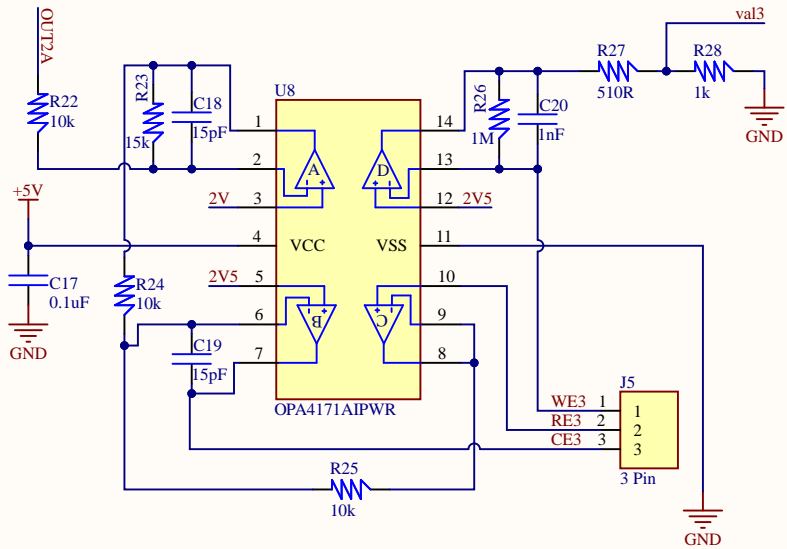 OUT2A
val3
R22
10k
R23
15k
C18
15pF
U8
R26
1M
C20
1nF
R27
510R
R28
1k
GND
1
14
2
13
A
D
2V
3
12
2V5
+5V
4
VCC
VSS
11
2V5
5
10
C17
0.1uF
GND
R24
10k
6
9
B
C
C19
15pF
7
8
OPA4171AIPWR
J5
WE3
1
1
RE3
2
2
CE3
3
3
3 Pin
R25
10k
GND